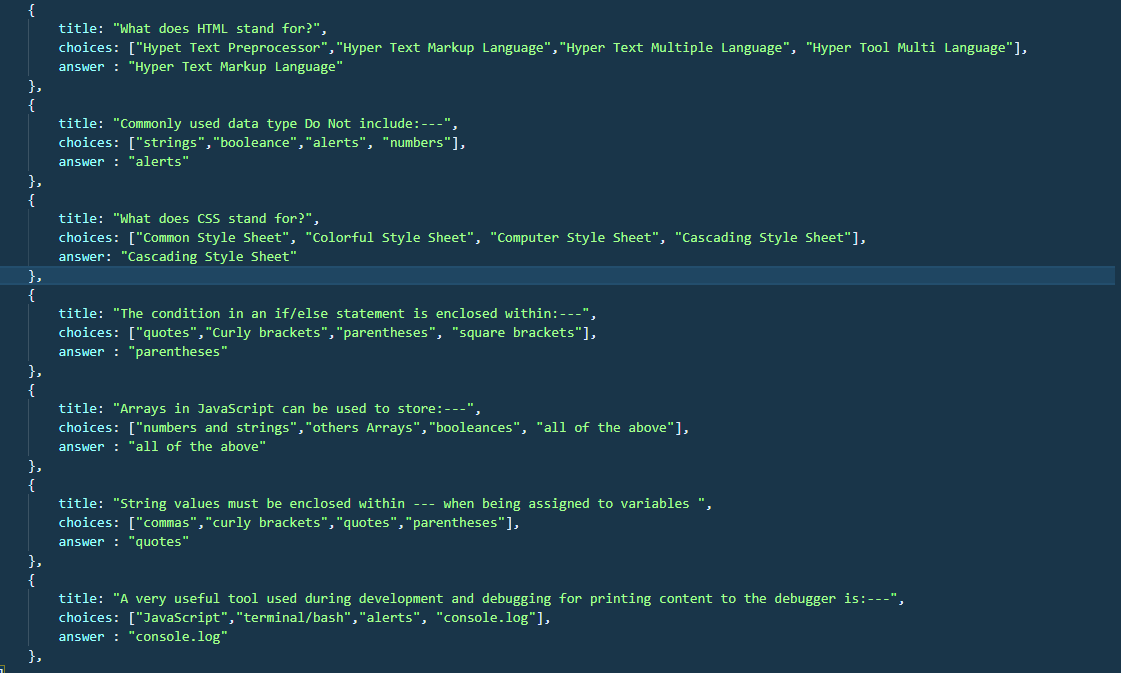 {
title: "What does HTML stand for?",
choices: ["Hypet Text Preprocessor","Hyper Text Markup Language","Hyper Text Multiple Language", "Hyper Tool Multi Language"],
answer : "Hyper Text Markup Language"
},
{
title: "Commonly used data type Do Not include:---",
choices: ["strings","booleance","alerts", "numbers"],
answer : "alerts"
},
{
title: "What does CSS stand for?",
choices: ["Common Style Sheet", "Colorful Style Sheet", "Computer Style Sheet", "Cascading Style Sheet"],
answer: "Cascading Style Sheet"
},
{
title: "The condition in an if/else statement is enclosed within:---",
choices: ["quotes","Curly brackets","parentheses", "square brackets"],
answer : "parentheses"
},
{
title: "Arrays in JavaScript can be used to store:---",
choices: ["numbers and strings","others Arrays","booleances", "all of the above"],
answer : "all of the above"
},
{
title: "String values must be enclosed within --- when being assigned to variables ",
choices: ["commas","curly brackets","quotes","parentheses"],
answer : "quotes"
},
{
title: "A very useful tool used during development and debugging for printing content to the debugger is:---",
choices: ["JavaScript","terminal/bash","alerts", "console.log"],
answer : "console.log"
},